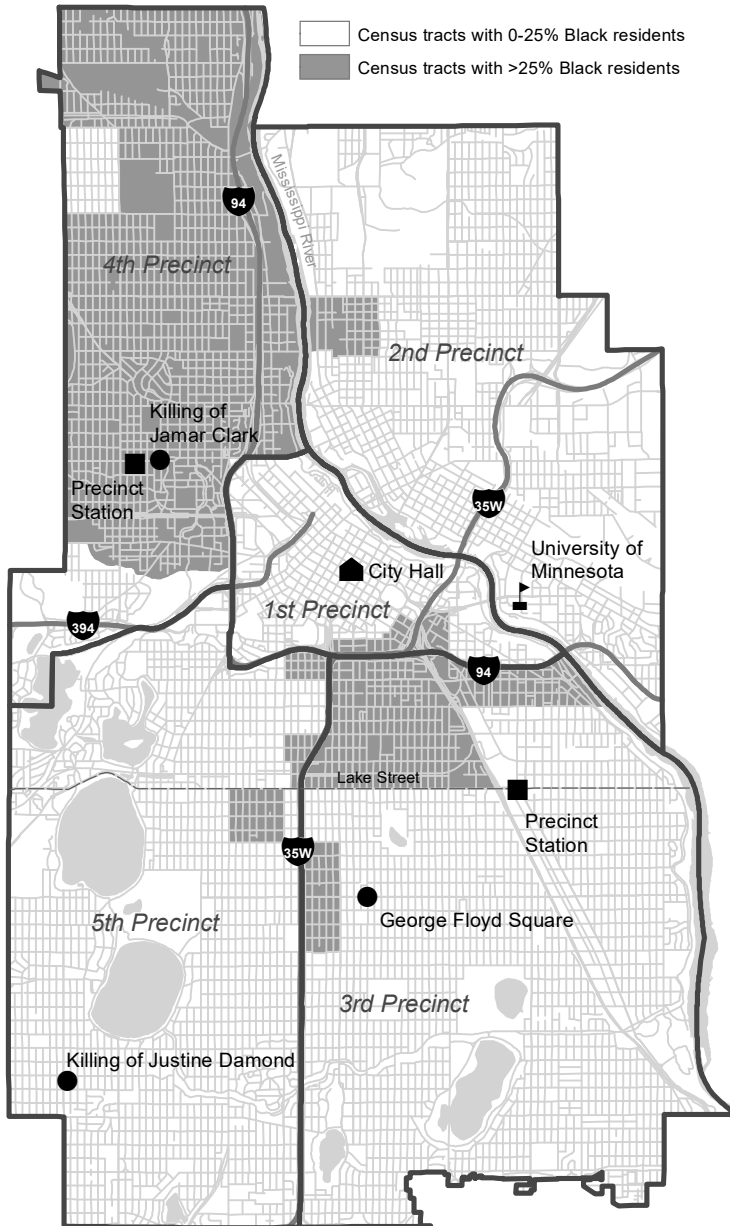 Census tracts with 0-25% Black residents
Census tracts with >25% Black residents
Mississippi River
94
4th Precinct
2nd Precinct
Killing of
Jamar Clark
Precinct
Station
35W
University of
Minnesota
City Hall
1st Precinct
394
94
Lake Street
Precinct
Station
35W
5th Precinct
George Floyd Square
3rd Precinct
Killing of Justine Damond